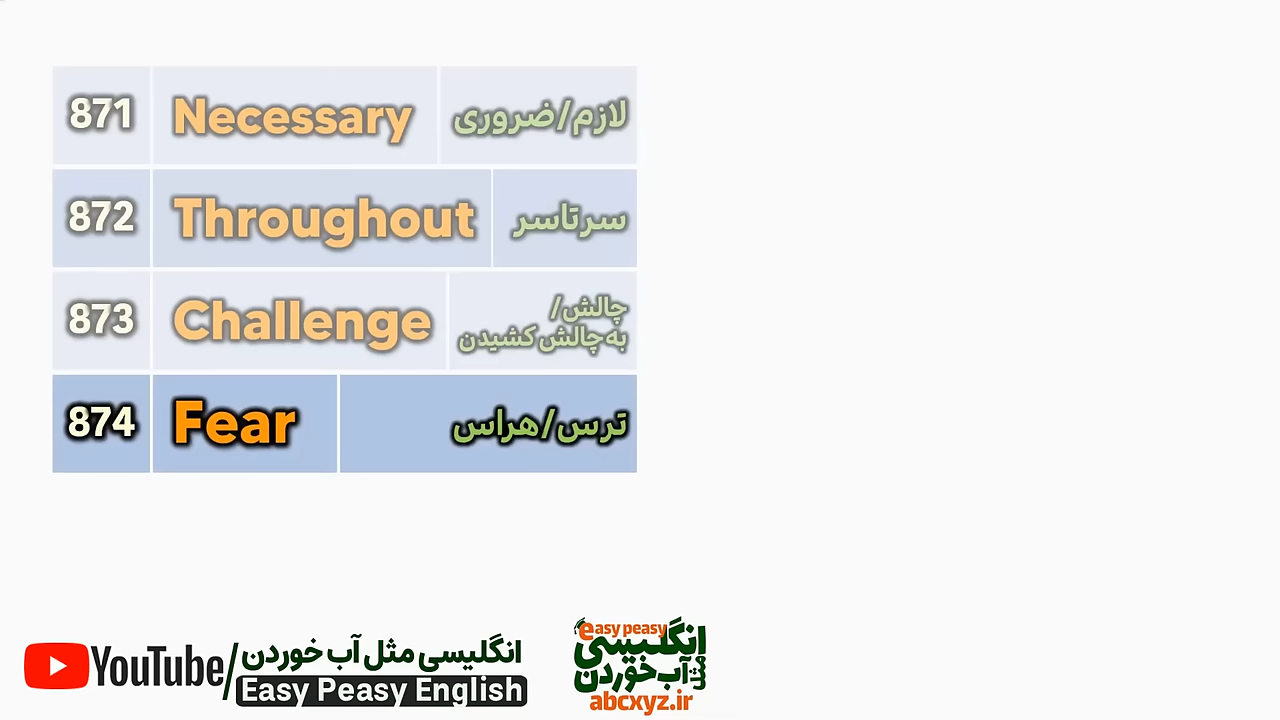 871 Necessary لازم/ضروری
872 Throughout سرتاسر
873 Challenge چالش/
به چالش کشیدن
874 Fear ترس/هراس
YouTube/انگلیسی مثل آب خوردن
Easy Peasy English
easy peasy
انگلیسی
مثل آب خوردن
abcxyz.ir